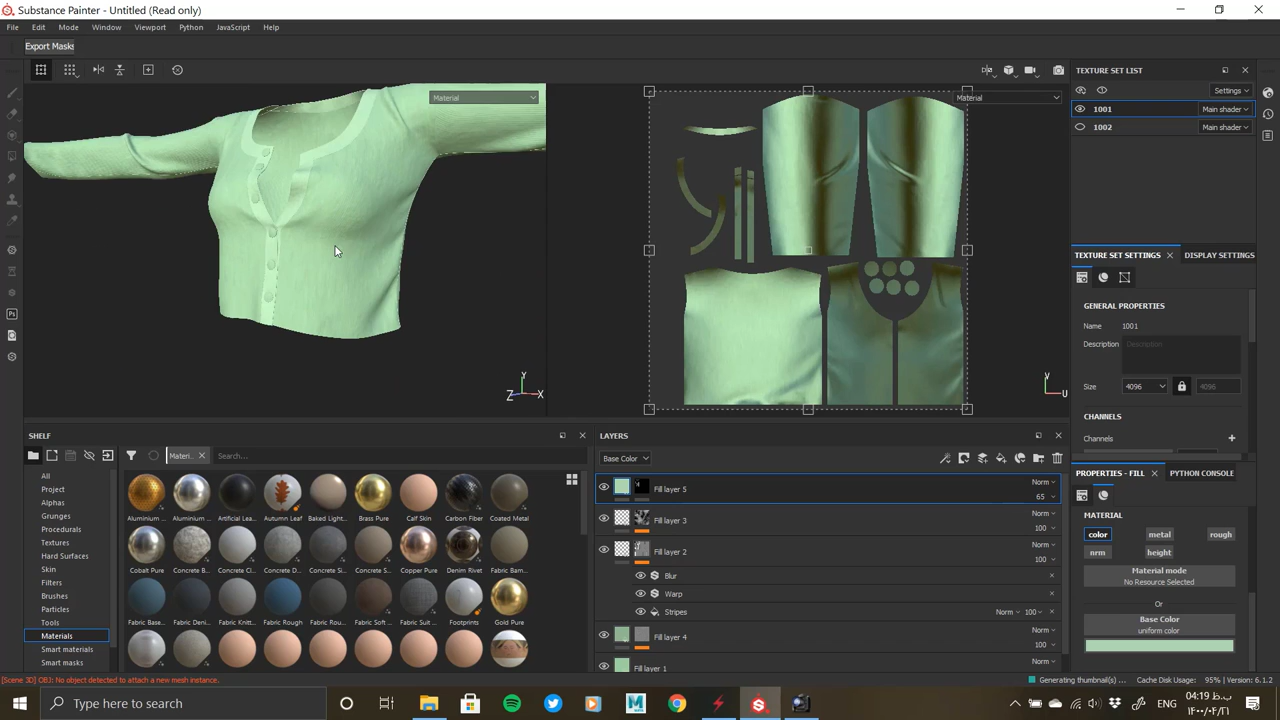 Substance Painter - Untitled (Read only)
File Edit Mode Window Viewport Python JavaScript Help
Export Masks
Material
Material
TEXTURE SET LIST
Settings
1001 Main shader
1002 Main shader
TEXTURE SET SETTINGS DISPLAY SETTINGS
GENERAL PROPERTIES
Name 1001
Description Description
Size 4096 4096
CHANNELS
Channels
Y
Z X
V
U
SHELF
Materi... Search...
All
Project
Alphas
Grunges
Procedurals
Textures
Hard Surfaces
Skin
Filters
Brushes
Particles
Tools
Materials
Smart materials
Smart masks
Aluminium ... Aluminium ... Artificial Lea... Autumn Leaf Baked Light... Brass Pure Calf Skin Carbon Fiber Coated Metal
Cobalt Pure Concrete B... Concrete Cl... Concrete D... Concrete Si... Concrete S... Copper Pure Denim Rivet Fabric Bam...
Fabric Base... Fabric Deni... Fabric Knitt... Fabric Rough Fabric Rou... Fabric Soft ... Fabric Suit ... Footprints Gold Pure
LAYERS
Base Color
Fill layer 5 Norm 65
Fill layer 3 Norm 100
Fill layer 2 Norm 100
Blur
Warp
Stripes Norm 100
Fill layer 4 Norm 100
Fill layer 1 Norm
PROPERTIES - FILL PYTHON CONSOLE
MATERIAL
color metal rough
nrm height
Material mode
No Resource Selected
Or
Base Color
uniform color
[Scene 3D] OBJ: No object detected to attach a new mesh instance.
Generating thumbnail(s) ... Cache Disk Usage: 95% | Version: 6.1.2
Type here to search
Ps
M
ENG
04:19 ب.ظ
۱۴۰۰/۰۲/۲۱